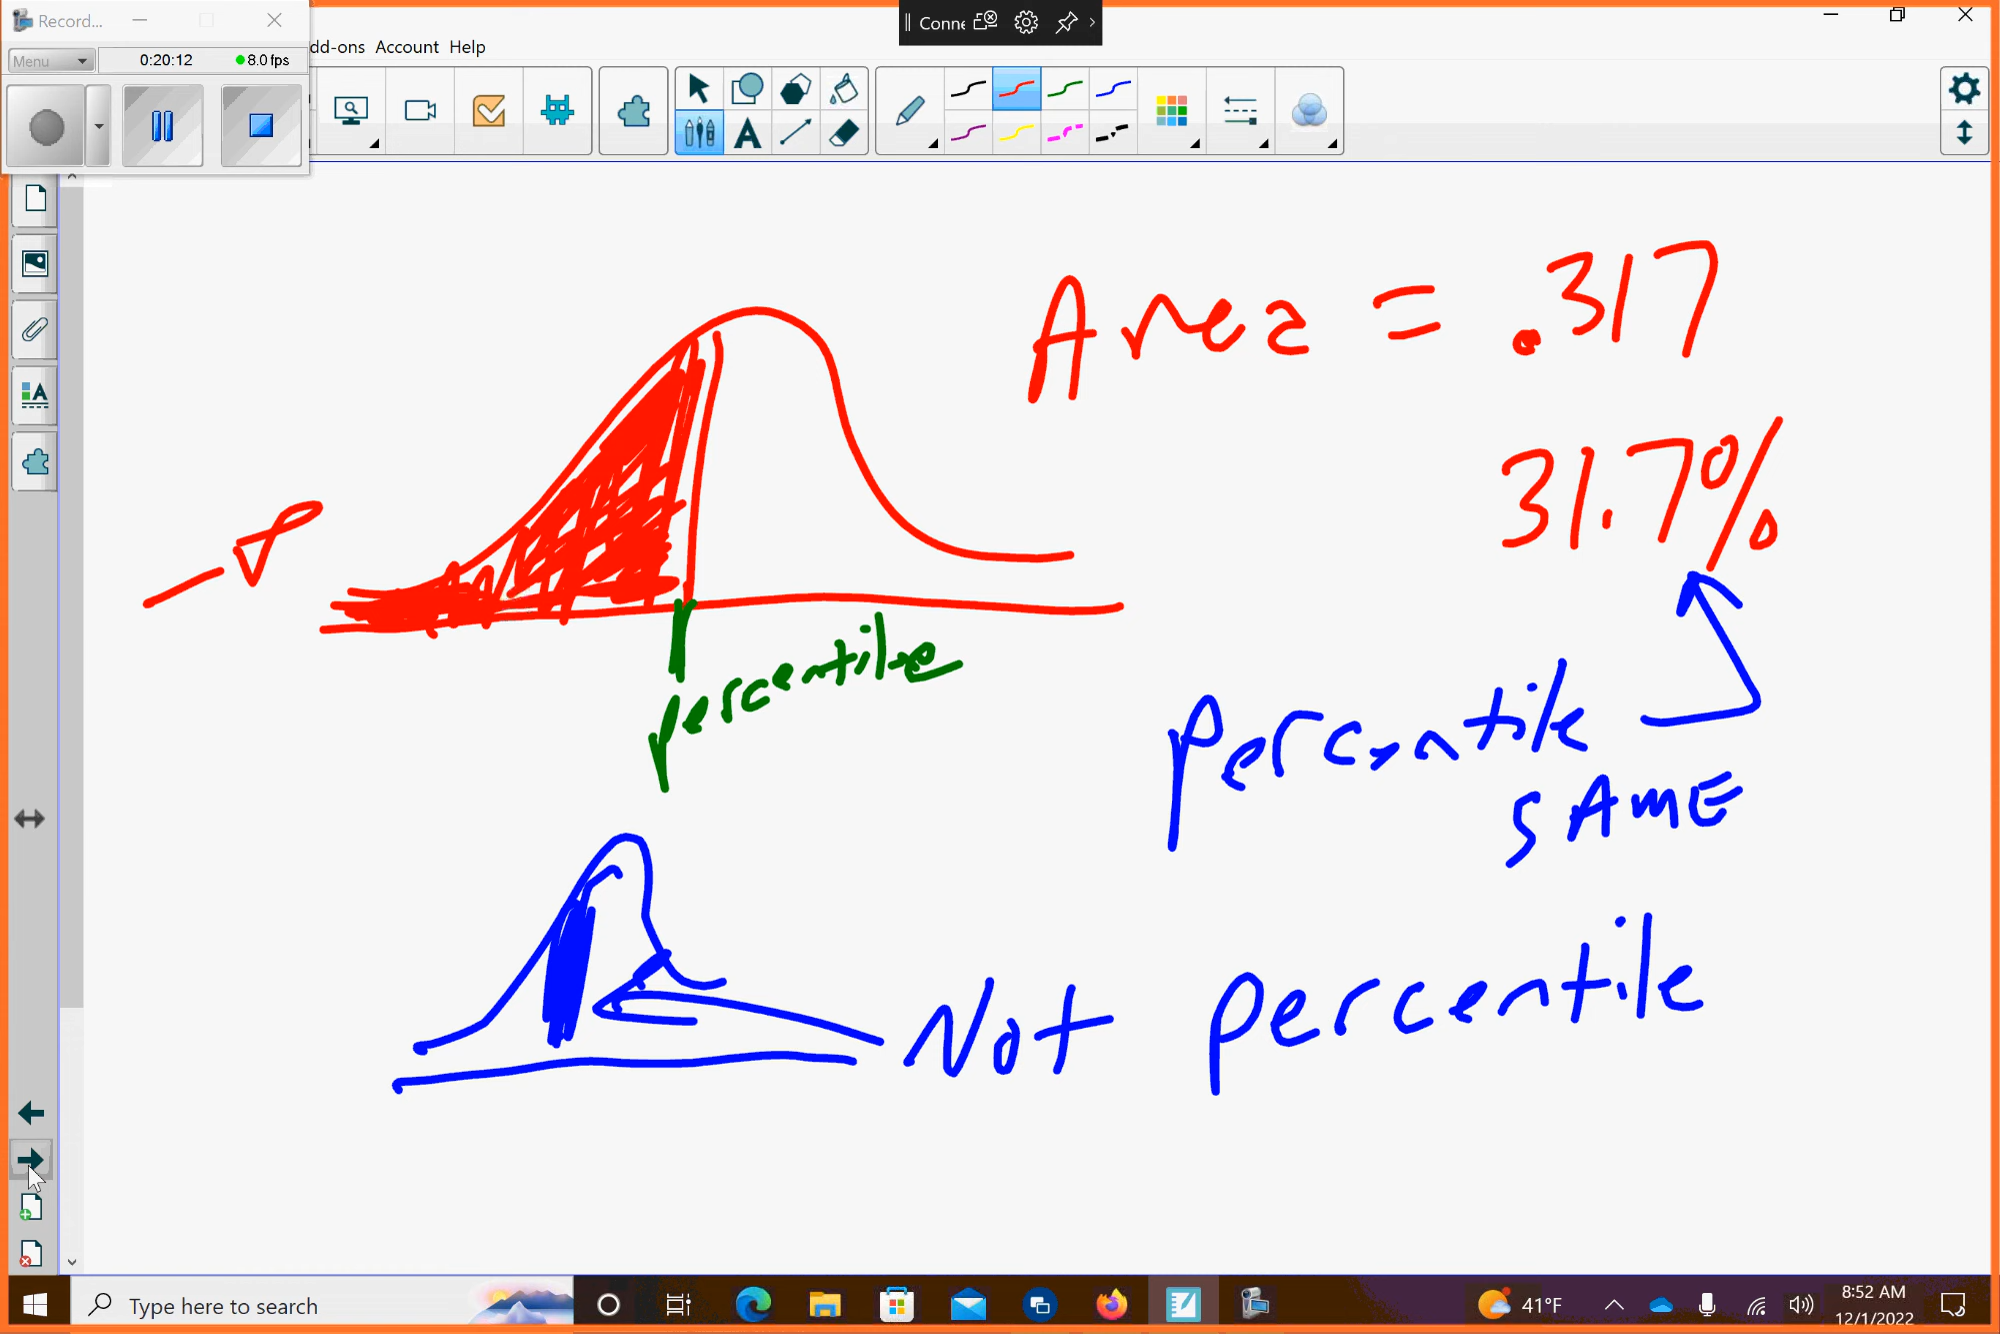 Record...
Menu
0:20:12
8.0 fps
dd-ons Account Help
Conne
A
A
Area = .317
31.7%
-∞
percentile
percentile
SAME
Not percentile
Type here to search
41°F
8:52 AM
12/1/2022